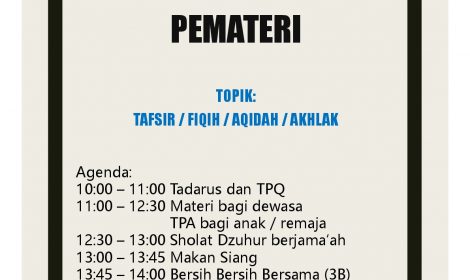 PEMATERI
TOPIK:
TAFSIR / FIQIH / AQIDAH / AKHLAK
Agenda:
10:00 – 11:00 Tadarus dan TPQ
11:00 – 12:30 Materi bagi dewasa
TPA bagi anak / remaja
12:30 – 13:00 Sholat Dzuhur berjema’ah
13:00 – 13:45 Makan Siang
13:45 – 14:00 Bersih Bersih Bersama (3B)